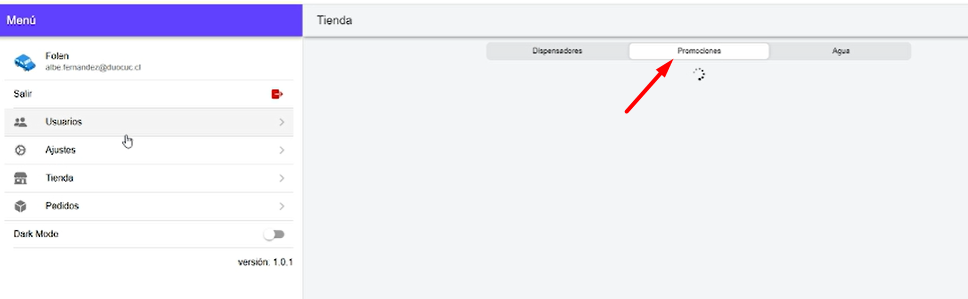 Menú
Tienda
Folen
albe.fernandez@duocuc.cl
Salir
Usuarios
Ajustes
Tienda
Pedidos
Dark Mode
versión: 1.0.1
Dispensadores
Promociones
Agua